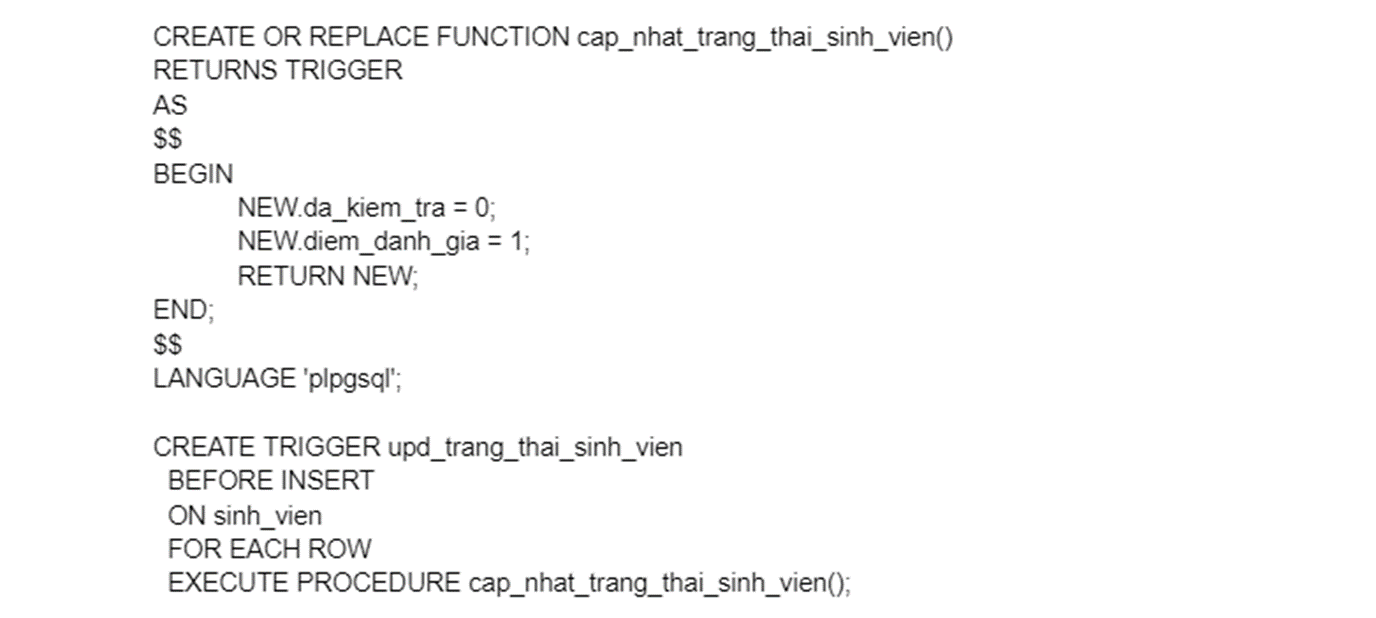 CREATE OR REPLACE FUNCTION cap_nhat_trang_thai_sinh_vien()
RETURNS TRIGGER
AS
$$
BEGIN
NEW.da_kiem_tra = 0;
NEW.diem_danh_gia = 1;
RETURN NEW;
END;
$$
LANGUAGE 'plpgsql';
CREATE TRIGGER upd_trang_thai_sinh_vien
BEFORE INSERT
ON sinh_vien
FOR EACH ROW
EXECUTE PROCEDURE cap_nhat_trang_thai_sinh_vien();